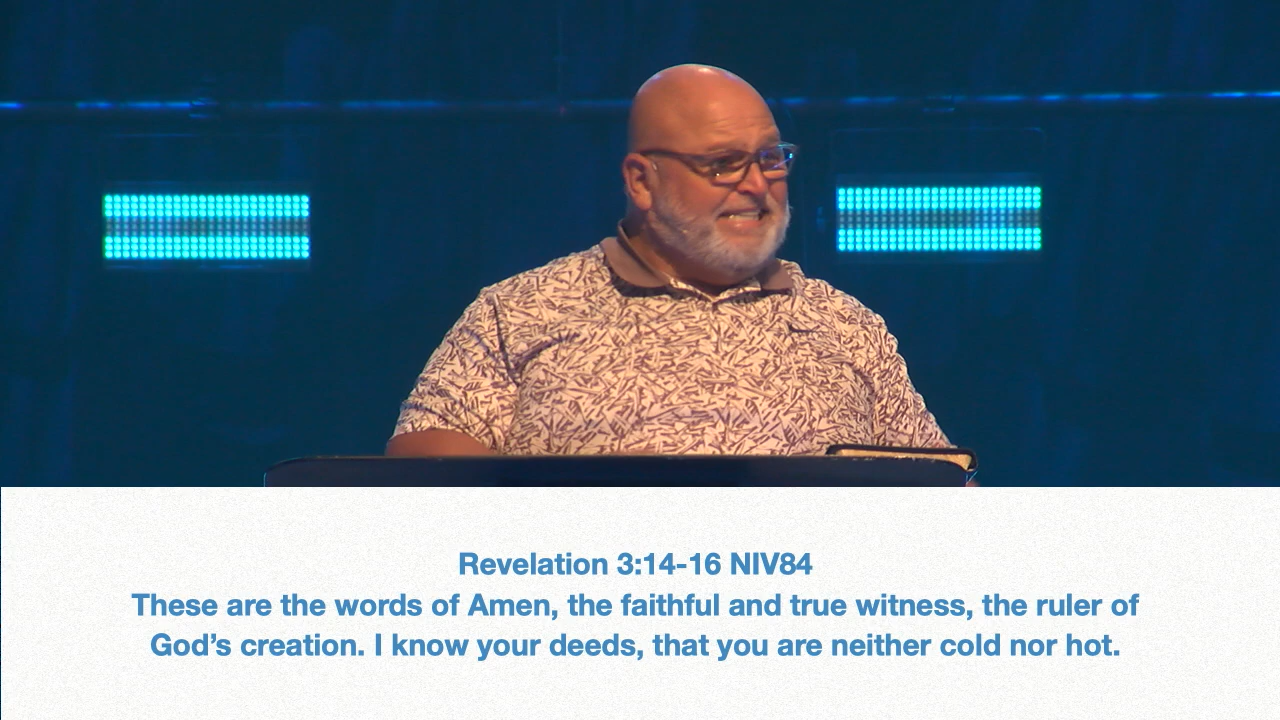 Revelation 3:14-16 NIV84
These are the words of Amen, the faithful and true witness, the ruler of
God’s creation. I know your deeds, that you are neither cold nor hot.